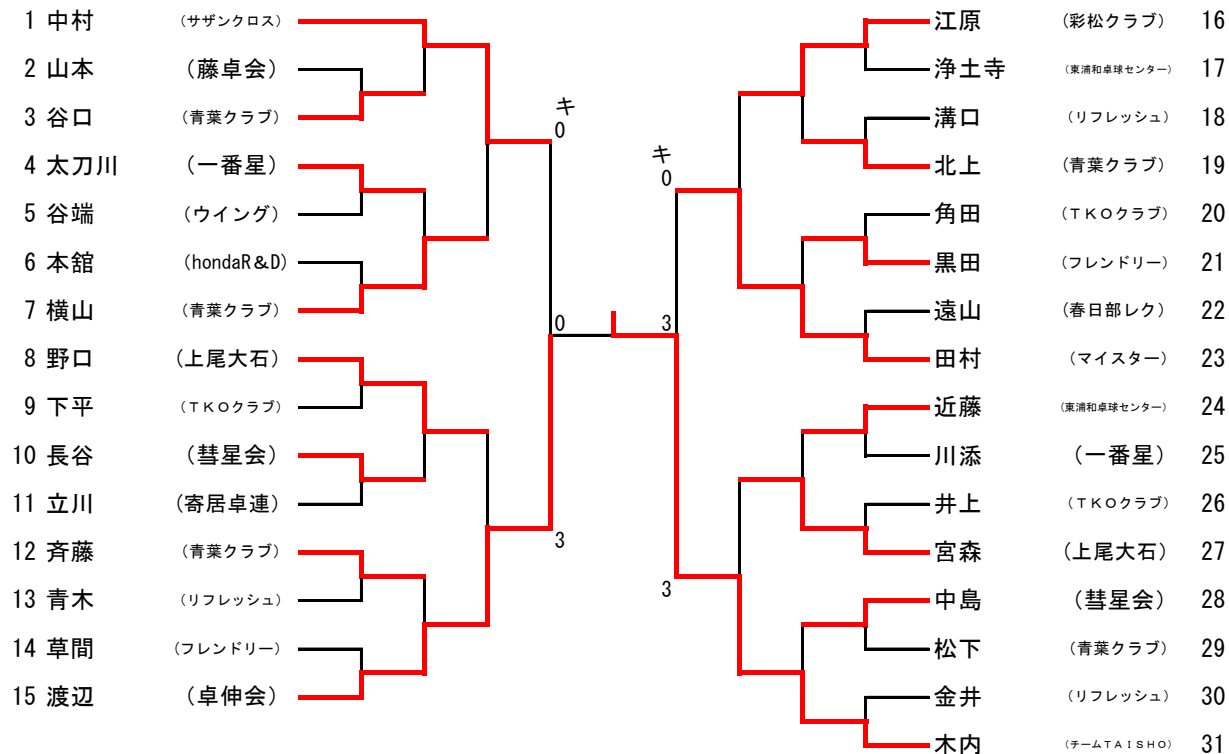 1 中村 (サザンクロス)
2 山本 (藤卓会)
3 谷口 (青葉クラブ)
4 太刀川 (一番星)
5 谷端 (ウイング)
6 本舘 (hondaR&D)
7 横山 (青葉クラブ)
8 野口 (上尾大石)
9 下平 (TKOクラブ)
10 長谷 (彗星会)
11 立川 (寄居卓連)
12 斉藤 (青葉クラブ)
13 青木 (リフレッシュ)
14 草間 (フレンドリー)
15 渡辺 (卓伸会)
キ
0
0
3
キ
0
3
3
江原 (彩松クラブ) 16
浄土寺 (東浦和卓球センター) 17
溝口 (リフレッシュ) 18
北上 (青葉クラブ) 19
角田 (TKOクラブ) 20
黒田 (フレンドリー) 21
遠山 (春日部レク) 22
田村 (マイスター) 23
近藤 (東浦和卓球センター) 24
川添 (一番星) 25
井上 (TKOクラブ) 26
宮森 (上尾大石) 27
中島 (彗星会) 28
松下 (青葉クラブ) 29
金井 (リフレッシュ) 30
木内 (チームTAISHO) 31